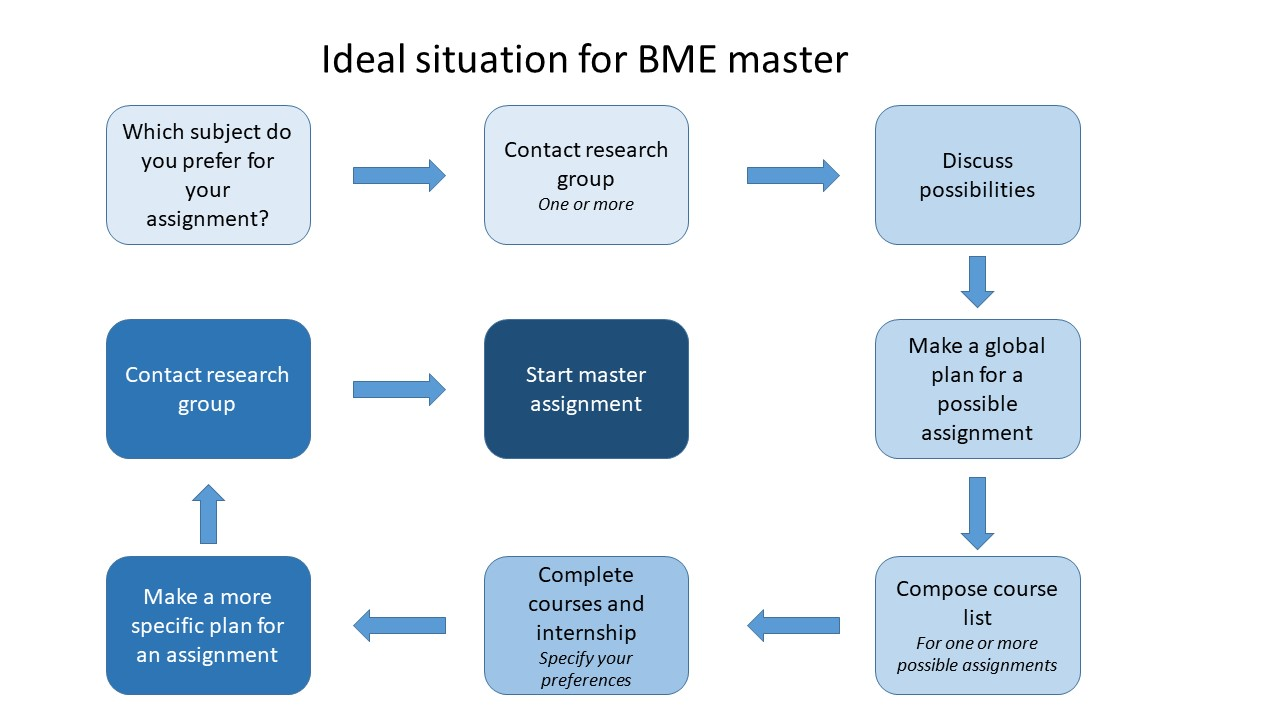 Ideal situation for BME master
Which subject do
you prefer for
your
assignment?
Contact research
group
One or more
Discuss
possibilities
Contact research
group
Start master
assignment
Make a global
plan for a
possible
assignment
Make a more
specific plan for
an assignment
Complete
courses and
internship
Specify your
preferences
Compose course
list
For one or more
possible assignments